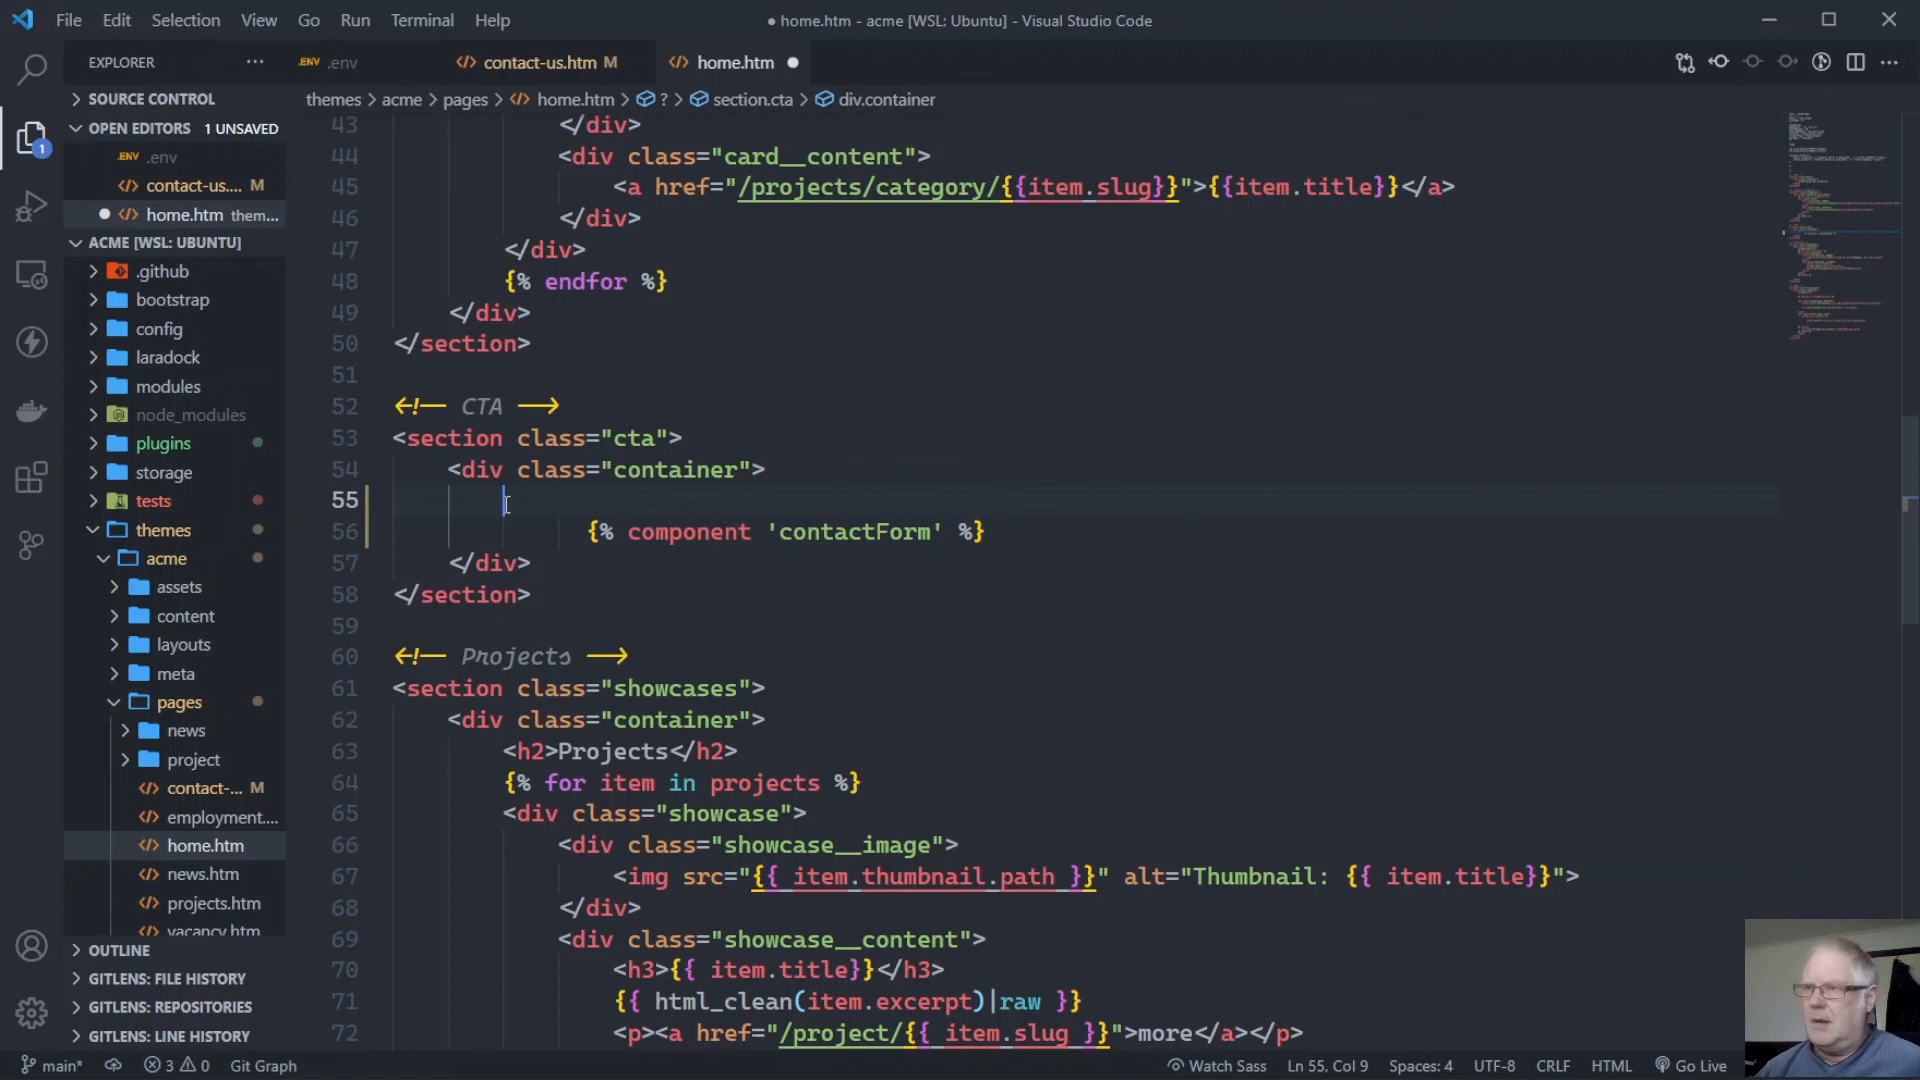 File Edit Selection View Go Run Terminal Help
● home.htm - acme [WSL: Ubuntu] - Visual Studio Code
EXPLORER ···
.ENV .env
contact-us.htm M
home.htm ●
themes > acme > pages > home.htm > ? > section.cta > div.container
SOURCE CONTROL
OPEN EDITORS 1 UNSAVED
.ENV .env
contact-us.... M
● home.htm them...
ACME [WSL: UBUNTU]
.github
bootstrap
config
laradock
modules
node_modules
plugins
storage
tests
themes
acme
assets
content
layouts
meta
pages
news
project
contact-... M
employment....
home.htm
news.htm
projects.htm
vacancy.htm
OUTLINE
GITLENS: FILE HISTORY
GITLENS: REPOSITORIES
GITLENS: LINE HISTORY
1
43 </div>
44 <div class="card__content">
45 <a href="/projects/category/{{item.slug}}">{{item.title}}</a>
46 </div>
47 </div>
48 {% endfor %}
49 </div>
50 </section>
51
52 <!-- CTA -->
53 <section class="cta">
54 <div class="container">
55
56 {% component 'contactForm' %}
57 </div>
58 </section>
59
60 <!-- Projects -->
61 <section class="showcases">
62 <div class="container">
63 <h2>Projects</h2>
64 {% for item in projects %}
65 <div class="showcase">
66 <div class="showcase__image">
67 <img src="{{ item.thumbnail.path }}" alt="Thumbnail: {{ item.title}}">
68 </div>
69 <div class="showcase__content">
70 <h3>{{ item.title}}</h3>
71 {{ html_clean(item.excerpt)|raw }}
72 <p><a href="/project/{{ item.slug }}">more</a></p>
main* 3 0 Git Graph
Watch Sass Ln 55, Col 9 Spaces: 4 UTF-8 CRLF HTML Go Live